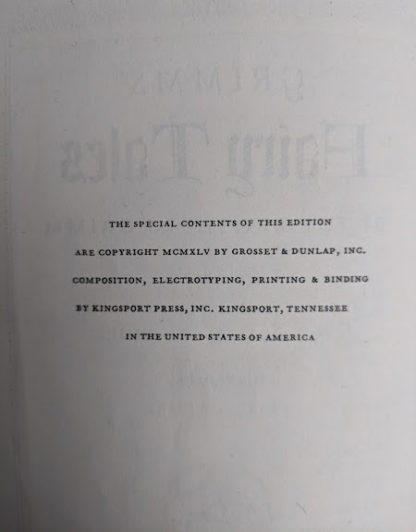 THE SPECIAL CONTENTS OF THIS EDITION
ARE COPYRIGHT MCMXLV BY GROSSET & DUNLAP, INC.
COMPOSITION, ELECTROTYPING, PRINTING & BINDING
BY KINGSPORT PRESS, INC. KINGSPORT, TENNESSEE
IN THE UNITED STATES OF AMERICA